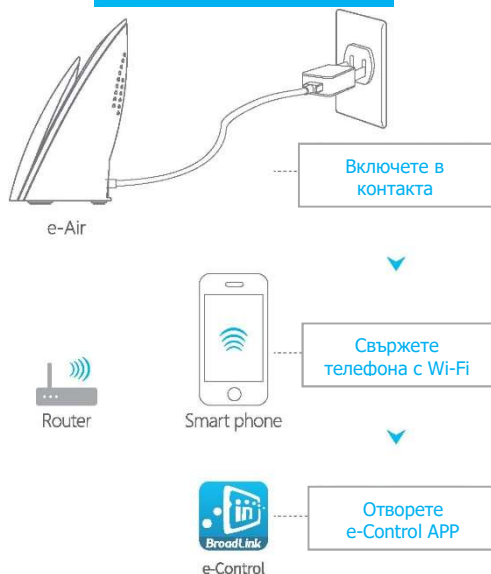 Включете в
контакта
e-Air
Свържете
телефона с Wi-Fi
Router
Smart phone
in
BroadLink
Отворете
e-Control APP
e-Control